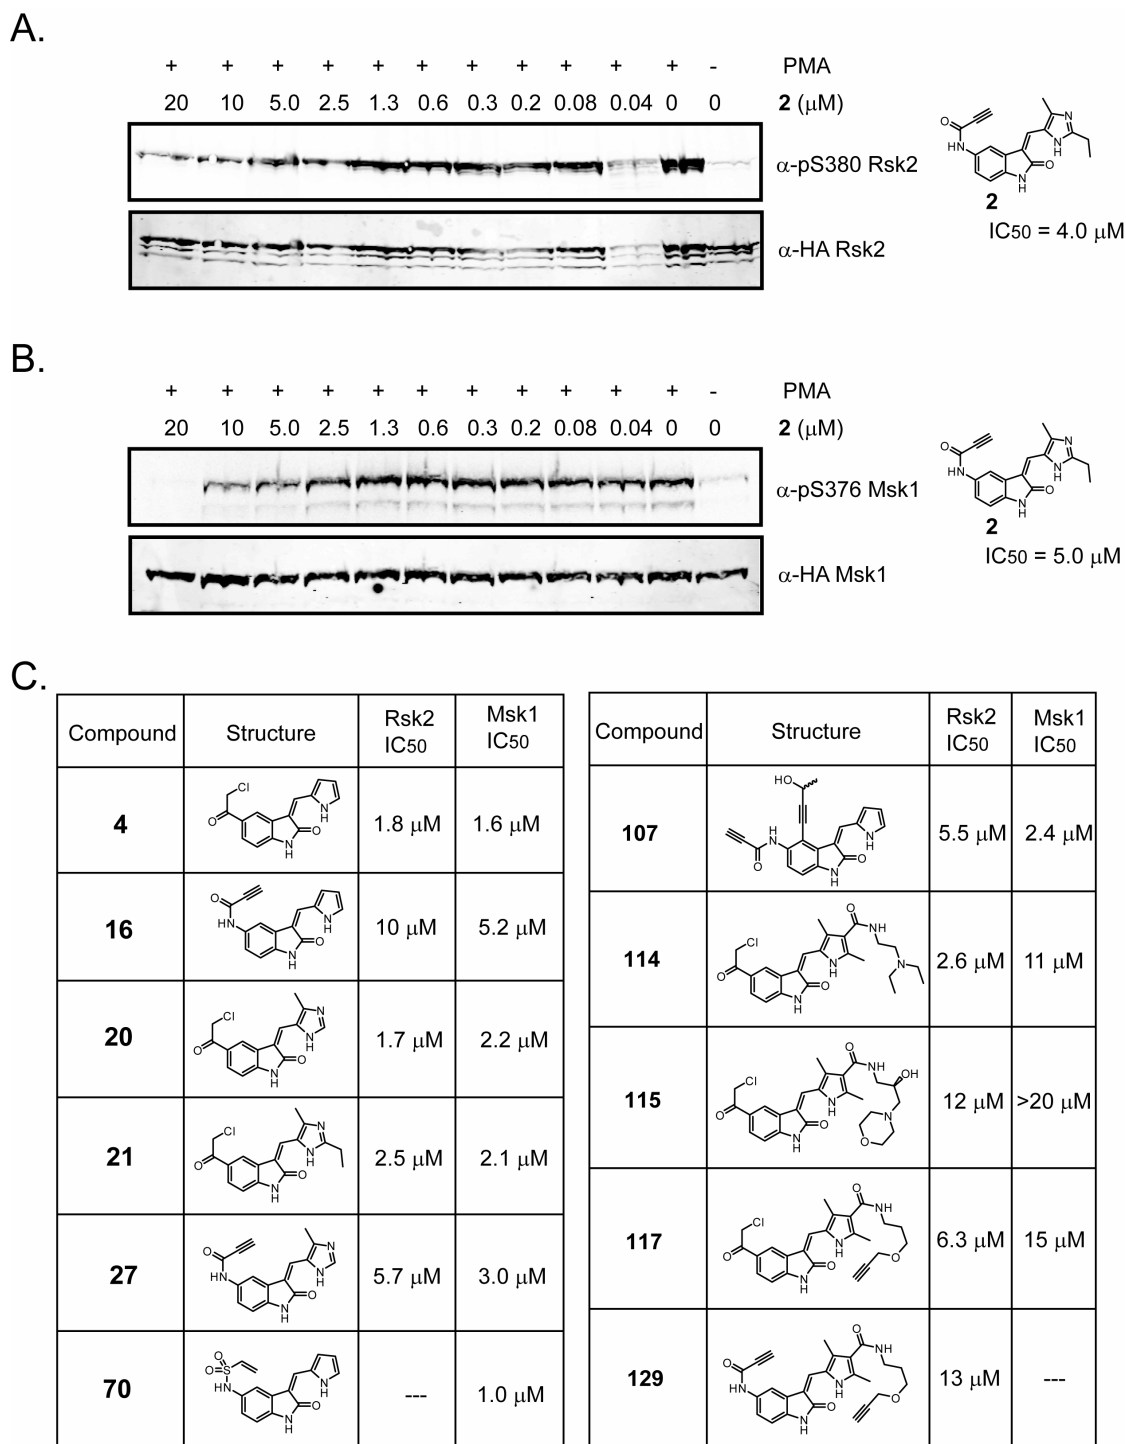 A.
+ + + + + + + + + + + - PMA
20 10 5.0 2.5 1.3 0.6 0.3 0.2 0.08 0.04 0 0 2 (μM)
α-pS380 Rsk2
α-HA Rsk2
2
IC50 = 4.0 μM
B.
+ + + + + + + + + + + - PMA
20 10 5.0 2.5 1.3 0.6 0.3 0.2 0.08 0.04 0 0 2 (μM)
α-pS376 Msk1
α-HA Msk1
2
IC50 = 5.0 μM
C.
Compound Structure Rsk2 IC50 Msk1 IC50
4 1.8 μM 1.6 μM
16 10 μM 5.2 μM
20 1.7 μM 2.2 μM
21 2.5 μM 2.1 μM
27 5.7 μM 3.0 μM
70 --- 1.0 μM
Compound Structure Rsk2 IC50 Msk1 IC50
107 5.5 μM 2.4 μM
114 2.6 μM 11 μM
115 12 μM >20 μM
117 6.3 μM 15 μM
129 13 μM ---